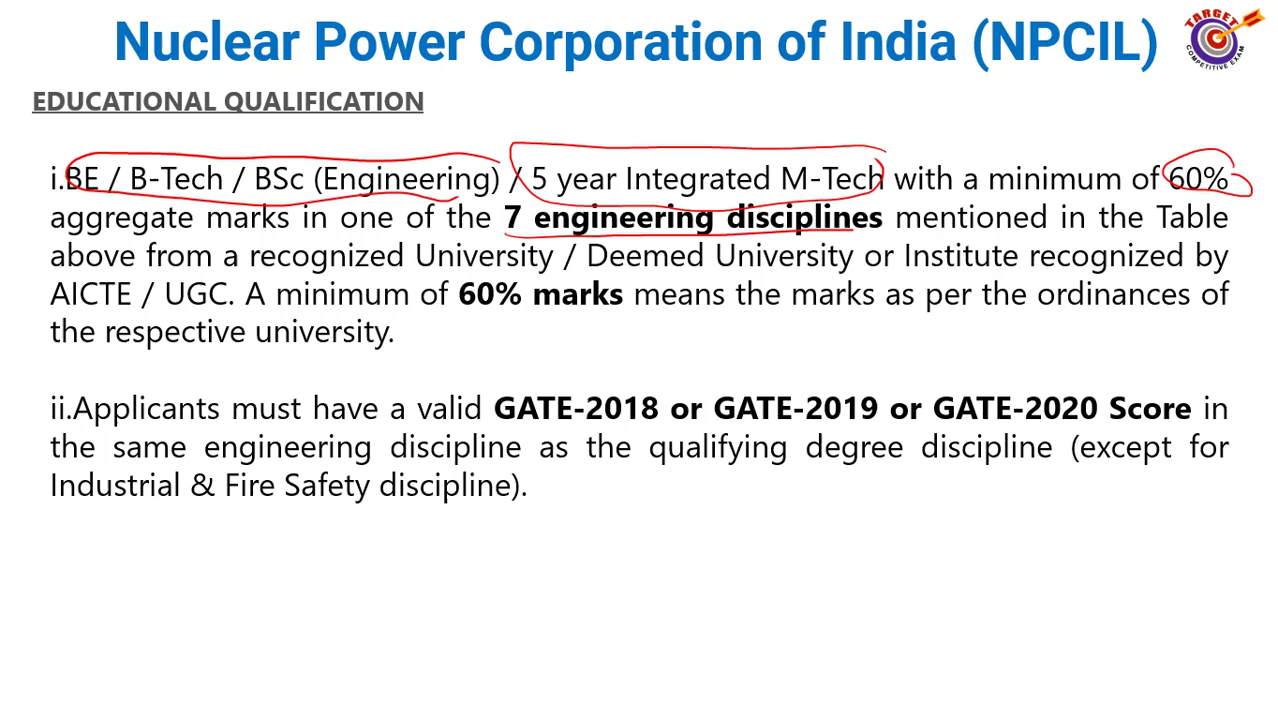 Nuclear Power Corporation of India (NPCIL)
TARGET
COMPETITIVE EXAM
EDUCATIONAL QUALIFICATION
i.BE / B-Tech / BSc (Engineering) / 5 year Integrated M-Tech with a minimum of 60%
aggregate marks in one of the 7 engineering disciplines mentioned in the Table
above from a recognized University / Deemed University or Institute recognized by
AICTE / UGC. A minimum of 60% marks means the marks as per the ordinances of
the respective university.
ii.Applicants must have a valid GATE-2018 or GATE-2019 or GATE-2020 Score in
the same engineering discipline as the qualifying degree discipline (except for
Industrial & Fire Safety discipline).